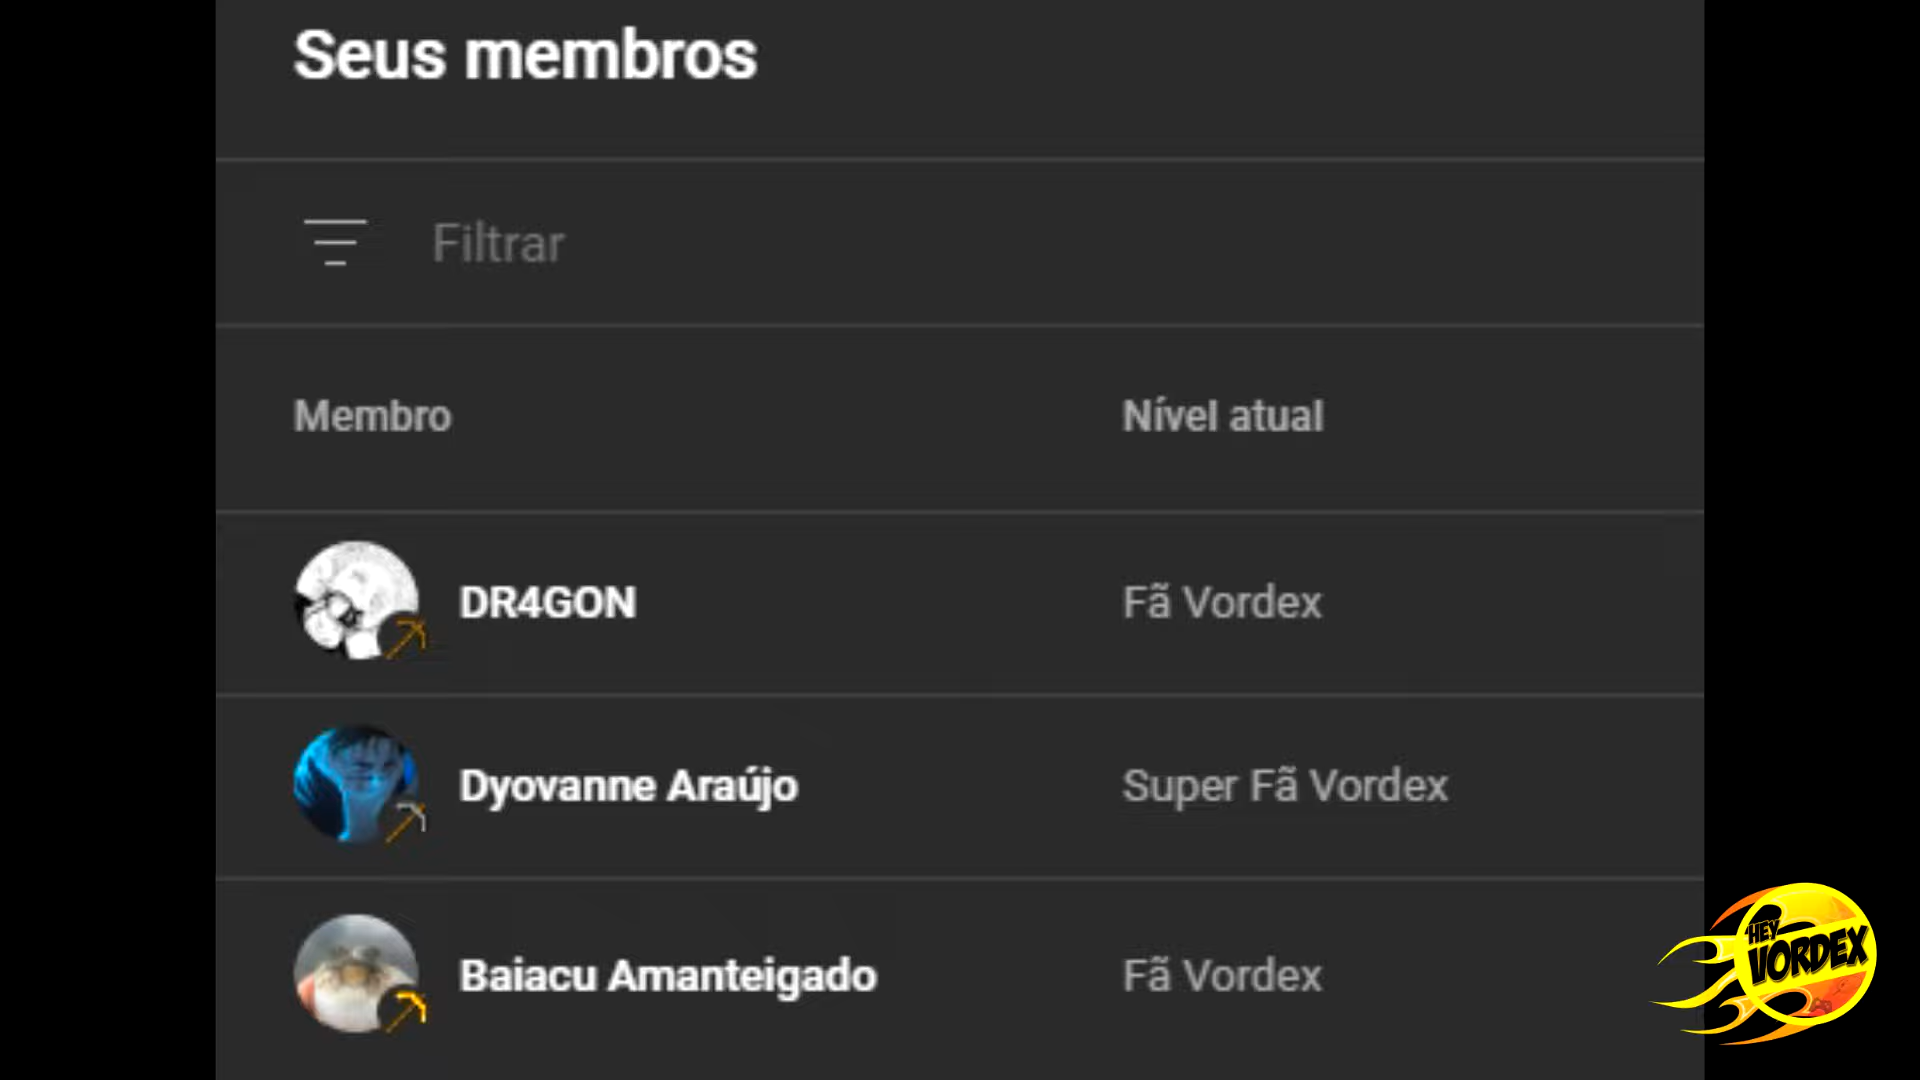 Seus membros
Filtrar
Membro
Nível atual
DR4GON
Fã Vordex
Dyovanne Araújo
Super Fã Vordex
Baiacu Amanteigado
Fã Vordex
HEY
VORDEX